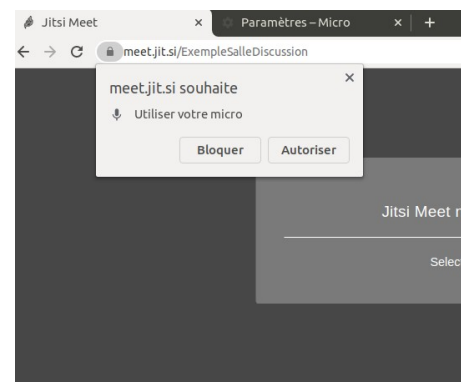 Jitsi Meet
Paramètres – Micro
meet.jit.si/ExempleSalleDiscussion
meet.jit.si souhaite
Utiliser votre micro
Bloquer Autoriser
Jitsi Meet